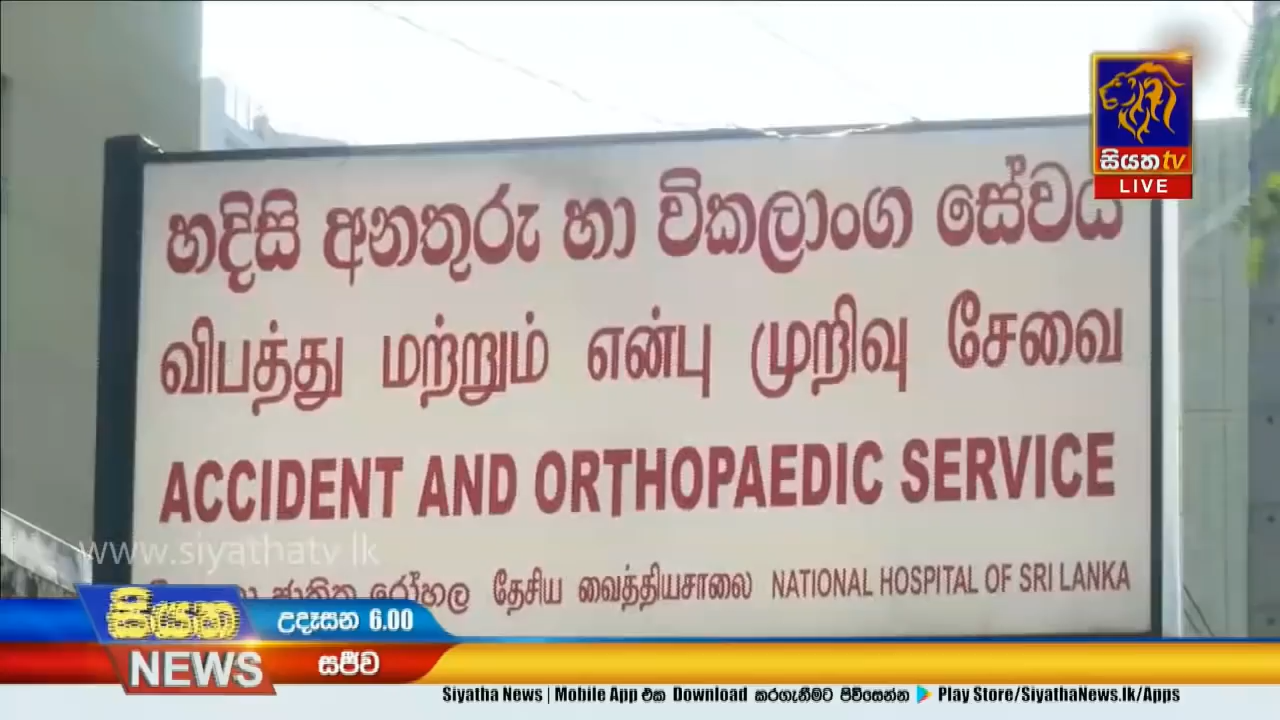 සියත tv
LIVE
හදිසි අනතුරු හා විකලාංග සේවය
விபத்து மற்றும் என்பு முறிவு சேவை
ACCIDENT AND ORTHOPAEDIC SERVICE
www.siyathatv.lk
ජාතික රෝහල தேசிய வைத்தியசாலை NATIONAL HOSPITAL OF SRI LANKA
සියත උදෑසන 6.00
NEWS සජීව
Siyatha News | Mobile App එක Download කරගැනීමට පිවිසෙන්න Play Store/SiyathaNews.lk/Apps